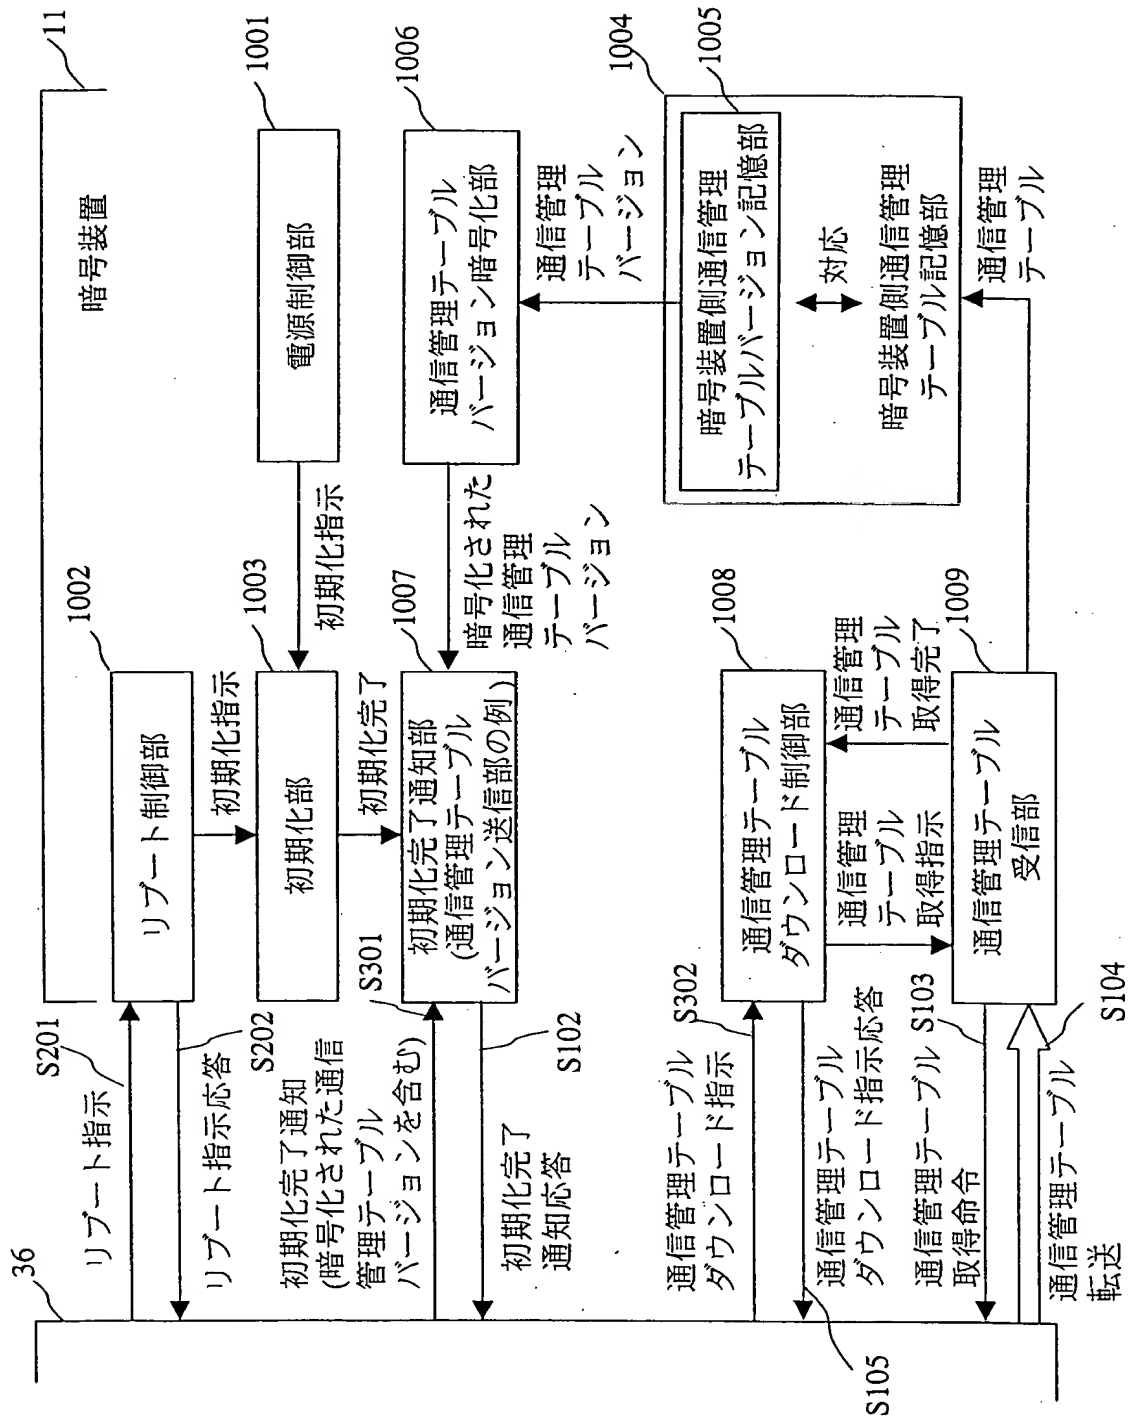 36
11
暗号装置
リブート指示
S201
リブート制御部
1002
リブート指示応答
S202
初期化指示
電源制御部
1001
初期化指示
初期化部
1003
初期化完了
初期化完了通知
(暗号化された通信
管理テーブル
バージョンを含む)
S301
初期化完了通知部
(通信管理テーブル
バージョン送信部の例)
1007
初期化完了
通知応答
S102
暗号化された
通信管理
テーブル
バージョン
通信管理テーブル
バージョン暗号化部
1006
通信管理
テーブル
バージョン
1004
暗号装置側通信管理
テーブルバージョン記憶部
1005
対応
暗号装置側通信管理
テーブル記憶部
通信管理
テーブル
通信管理テーブル
ダウンロード指示
S302
通信管理テーブル
ダウンロード制御部
1008
通信管理テーブル
ダウンロード指示応答
S105
通信管理
テーブル
取得指示
通信管理
テーブル
取得完了
通信管理テーブル
取得命令
S103
通信管理テーブル
受信部
1009
通信管理テーブル
転送
S104